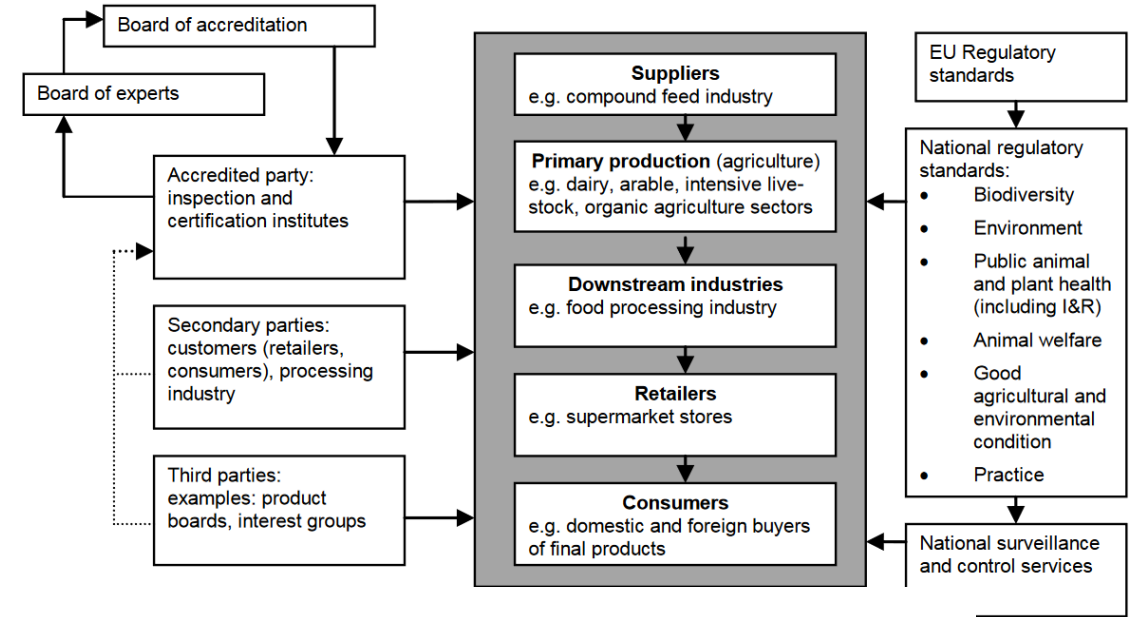 Board of accreditation
Board of experts
Accredited party:
inspection and
certification institutes
Secondary parties:
customers (retailers,
consumers), processing
industry
Third parties:
examples: product
boards, interest groups
Suppliers
e.g. compound feed industry
Primary production (agriculture)
e.g. dairy, arable, intensive live-
stock, organic agriculture sectors
Downstream industries
e.g. food processing industry
Retailers
e.g. supermarket stores
Consumers
e.g. domestic and foreign buyers
of final products
EU Regulatory
standards
National regulatory
standards:
• Biodiversity
• Environment
• Public animal
and plant health
(including I&R)
• Animal welfare
• Good
agricultural and
environmental
condition
• Practice
National surveillance
and control services